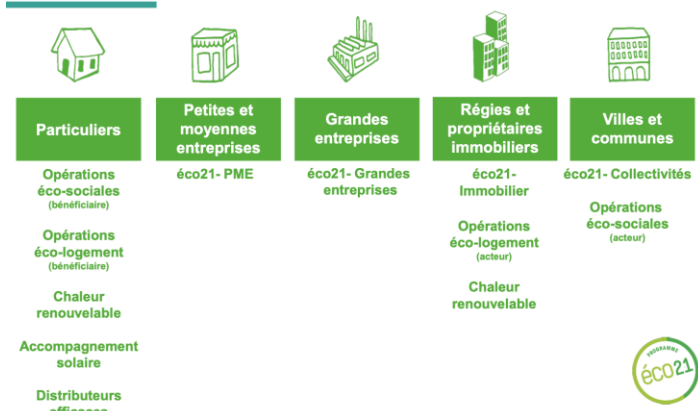 Particuliers
Petites et
moyennes
entreprises
Grandes
entreprises
Régies et
propriétaires
immobiliers
Villes et
communes
Opérations
éco-sociales
(bénéficiaire)
Opérations
éco-logement
(bénéficiaire)
Chaleur
renouvelable
Accompagnement
solaire
Distributeurs
éco21- PME
éco21- Grandes
entreprises
éco21-
Immobilier
Opérations
éco-logement
(acteur)
Chaleur
renouvelable
éco21- Collectivités
Opérations
éco-sociales
(acteur)
PROGRAMME
éco21